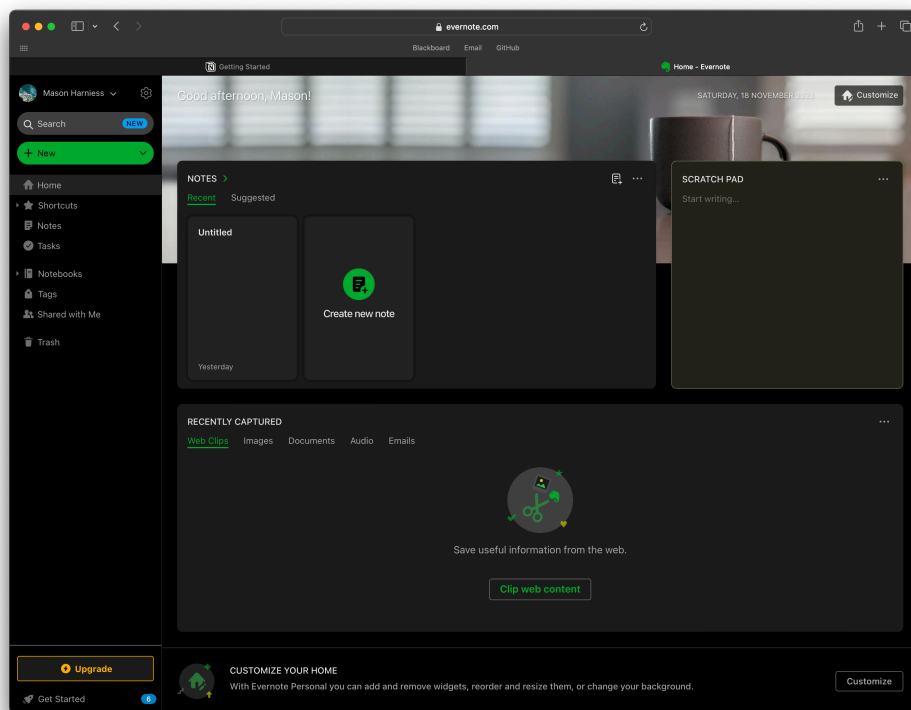 evernote.com
Blackboard Email GitHub
Getting Started
Home - Evernote
Mason Harniess
Search NEW
New
Home
Shortcuts
Notes
Tasks
Notebooks
Tags
Shared with Me
Trash
Upgrade
Get Started 6
Good afternoon, Mason!
SATURDAY, 18 NOVEMBER
Customize
NOTES
Recent Suggested
Untitled
Yesterday
Create new note
SCRATCH PAD
Start writing...
RECENTLY CAPTURED
Web Clips Images Documents Audio Emails
Save useful information from the web.
Clip web content
CUSTOMIZE YOUR HOME
With Evernote Personal you can add and remove widgets, reorder and resize them, or change your background.
Customize